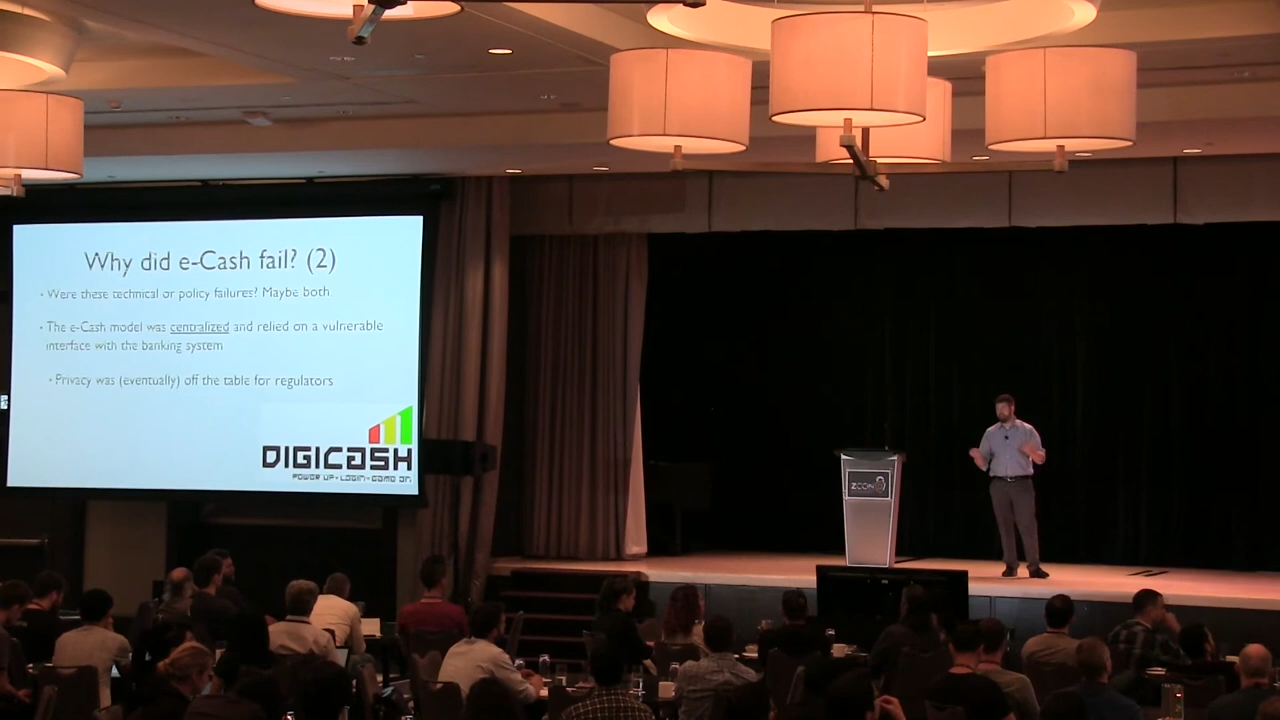 Why did e-Cash fail? (2)
• Were these technical or policy failures? Maybe both.
• The e-Cash model was centralized and relied on a vulnerable
interface with the banking system
• Privacy was (eventually) off the table for regulators
DIGICASH
POWER UP • LOGIN • GAME ON
ZCON